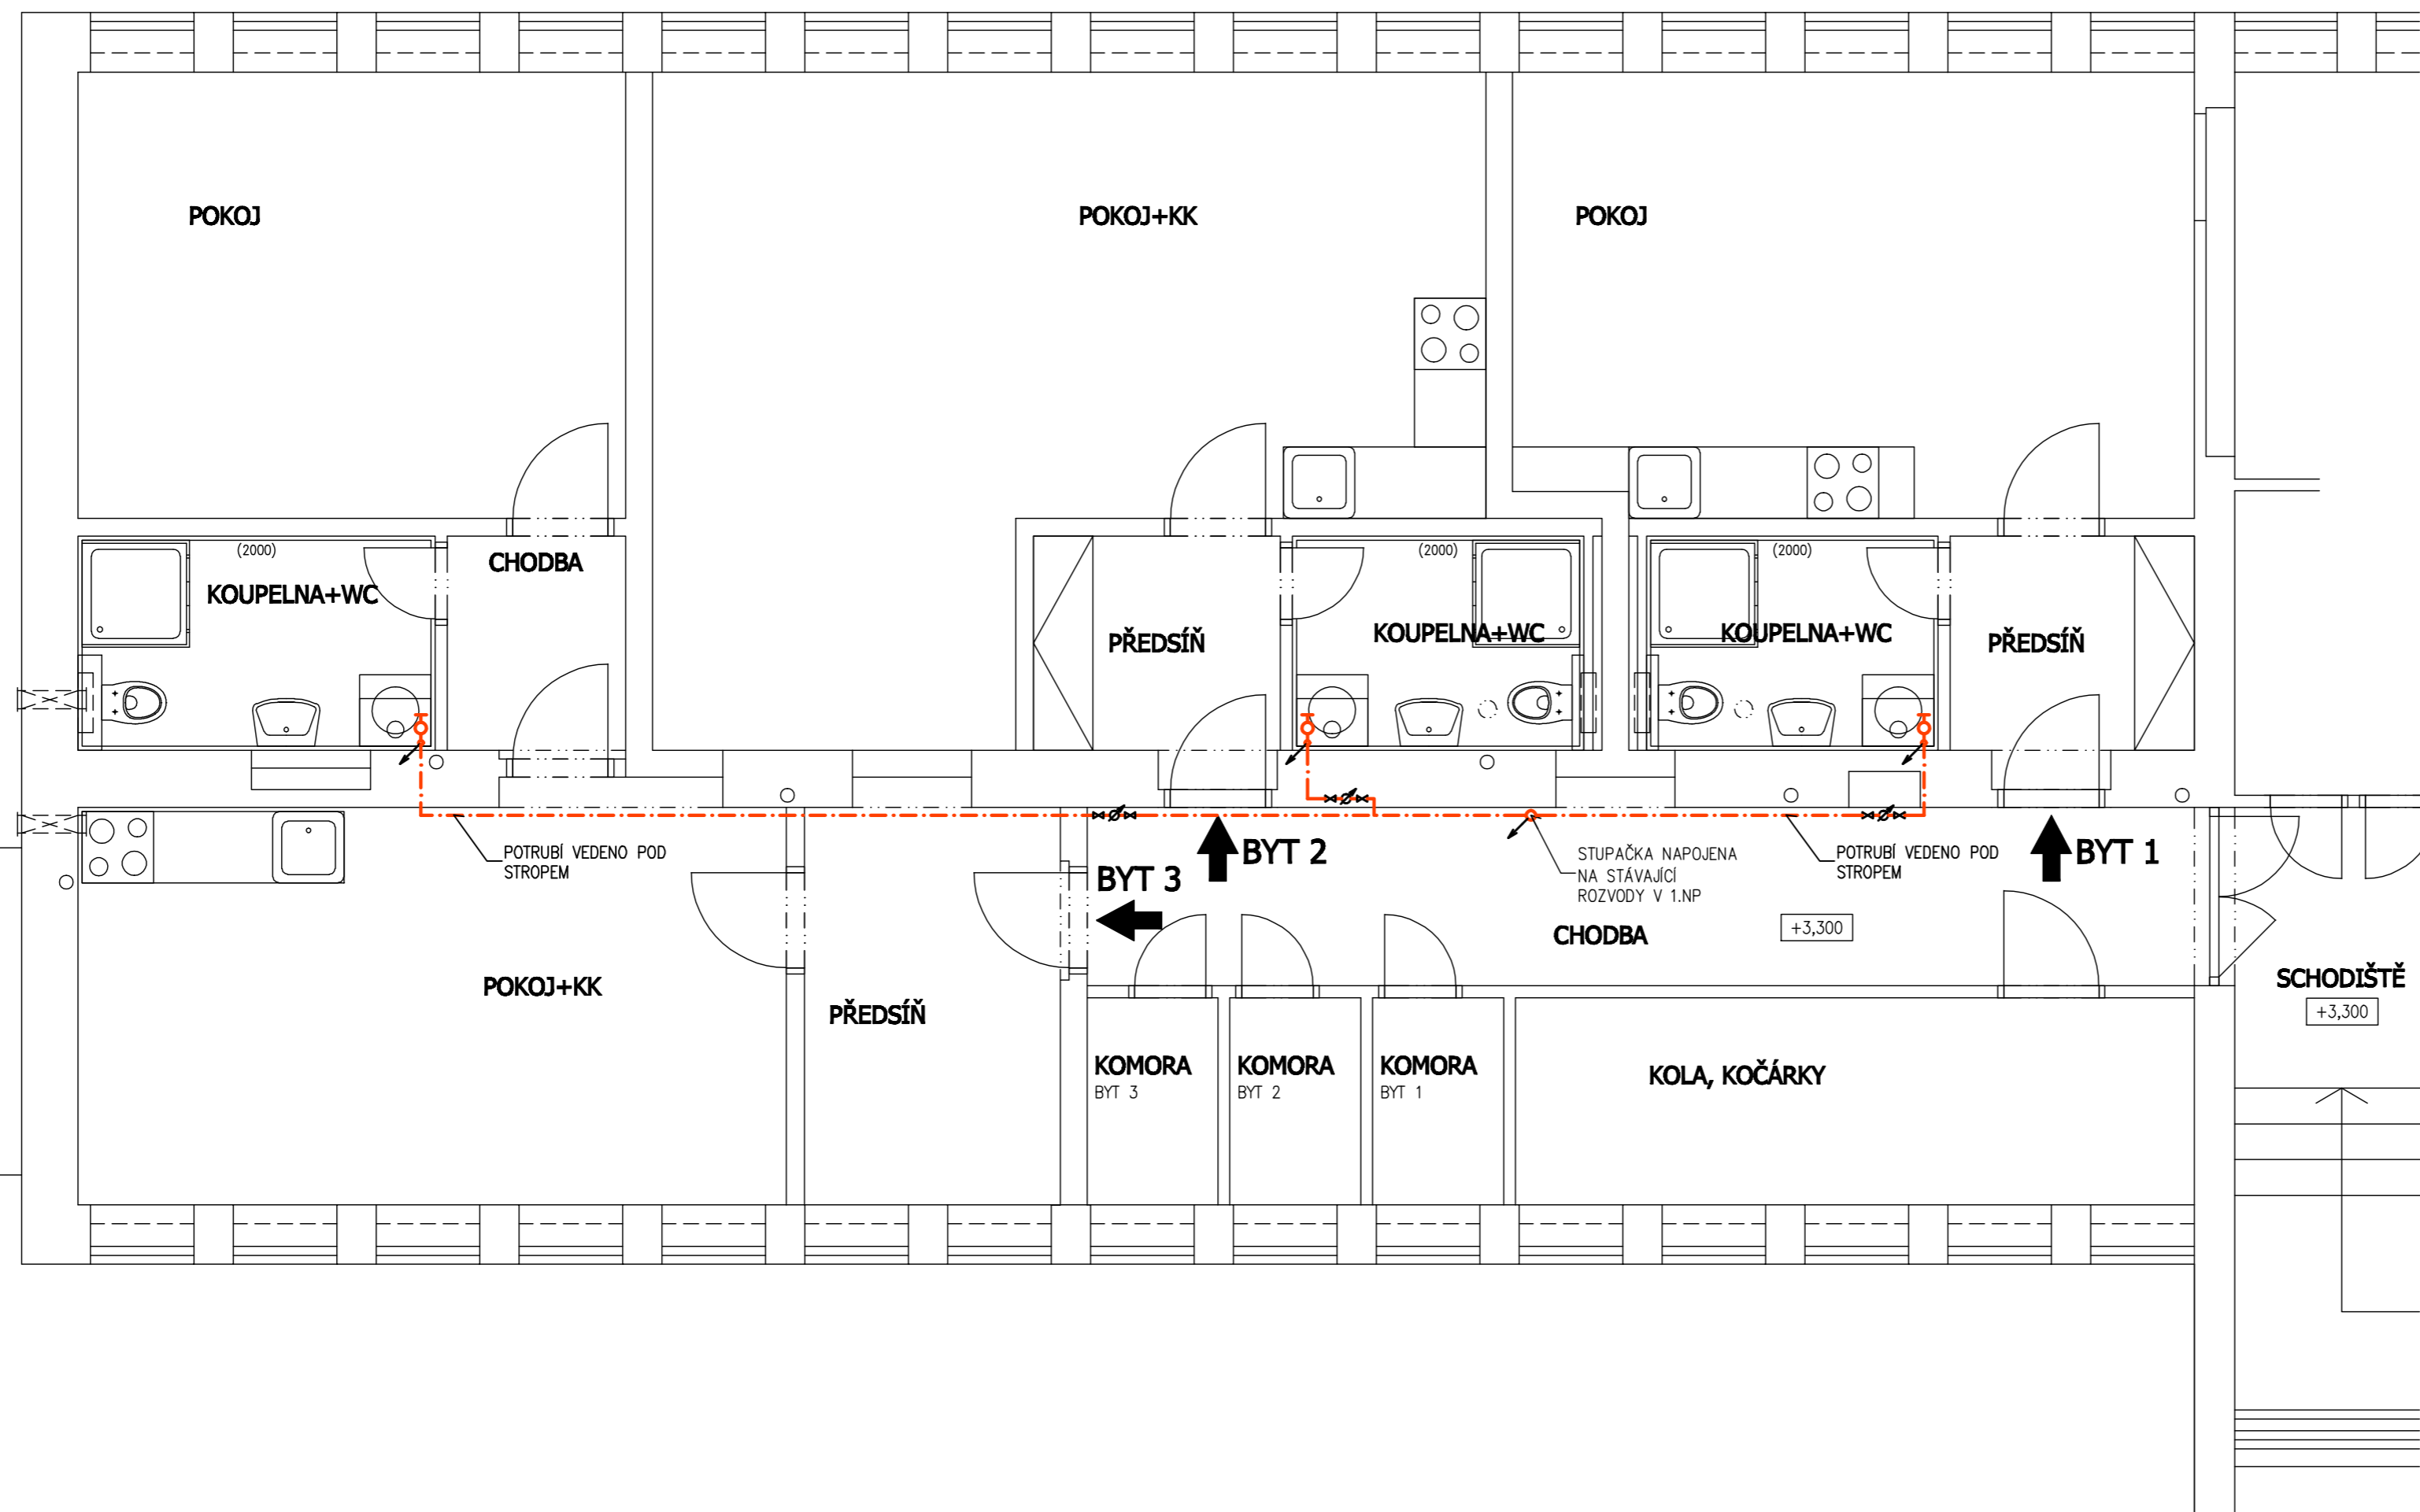 POKOJ
POKOJ+KK
POKOJ
(2000)
KOUPELNA+WC
CHODBA
PŘEDSÍŇ
(2000)
KOUPELNA+WC
(2000)
KOUPELNA+WC
PŘEDSÍŇ
POTRUBÍ VEDENO POD
STROPEM
BYT 3
BYT 2
STUPAČKA NAPOJENA
NA STÁVAJÍCÍ
ROZVODY V 1.NP
POTRUBÍ VEDENO POD
STROPEM
BYT 1
CHODBA
+3,300
POKOJ+KK
PŘEDSÍŇ
SCHODIŠTĚ
+3,300
KOMORA
BYT 3
KOMORA
BYT 2
KOMORA
BYT 1
KOLA, KOČÁRKY